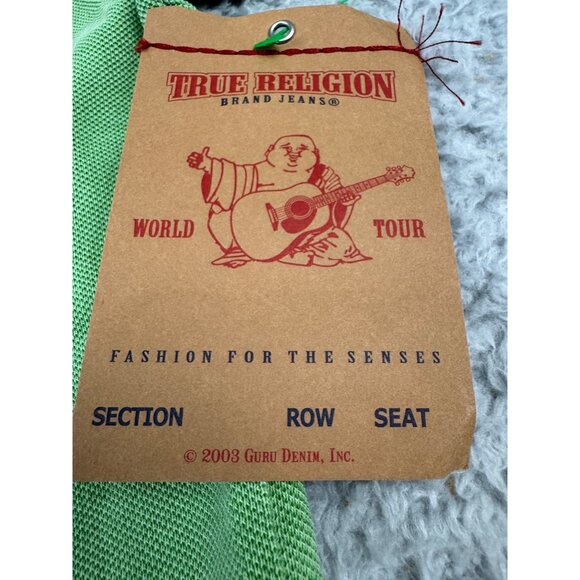 TRUE RELIGION
BRAND JEANS®
WORLD TOUR
FASHION FOR THE SENSES
SECTION ROW SEAT
© 2003 GURU DENIM, INC.